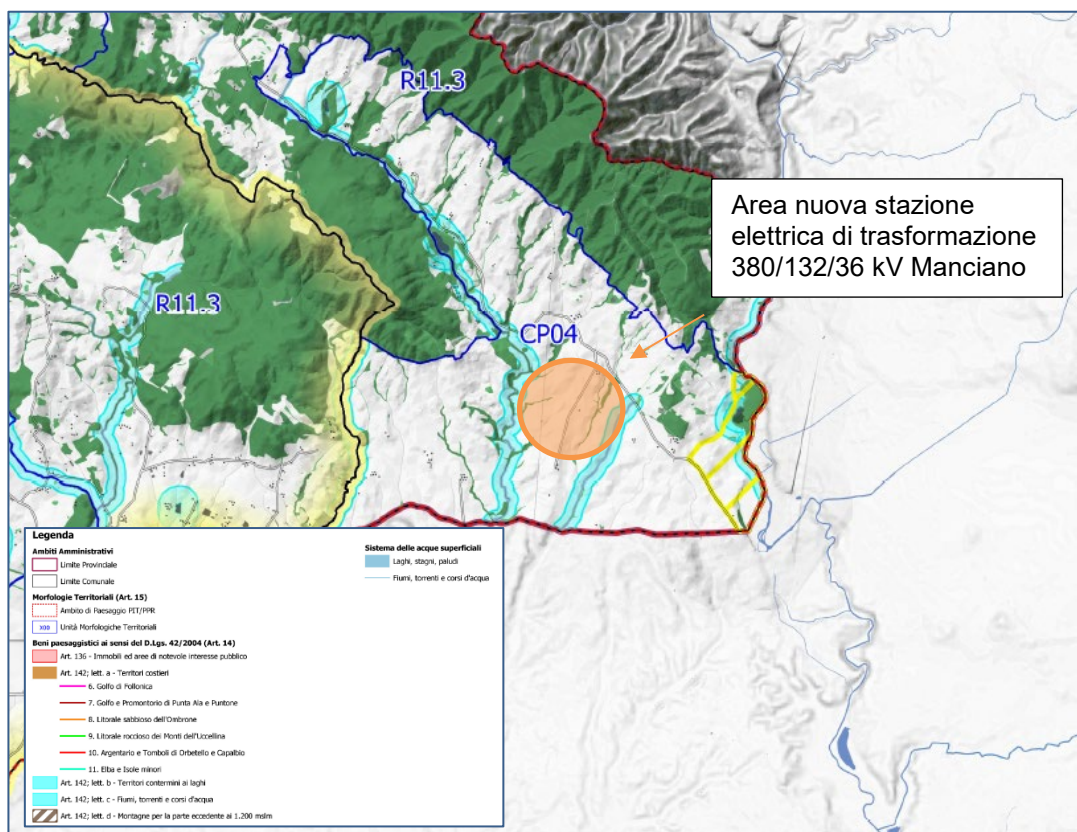 R11.3
Area nuova stazione
elettrica di trasformazione
380/132/36 kV Manciano
R11.3
CP04
Legenda
Ambiti Amministrativi
Limite Provinciale
Limite Comunale
Morfologie Territoriali (Art. 15)
Ambito di Paesaggio PIT/PPR
Unità Morfologiche Territoriali
Beni paesaggistici ai sensi del D.Lgs. 42/2004 (Art. 14)
Art. 136 - Immobili ed aree di notevole interesse pubblico
Art. 142; lett. a - Territori costieri
6. Golfo di Follonica
7. Golfo e Promontorio di Punta Ala e Puntone
8. Litorale sabbioso dell'Ombrone
9. Litorale roccioso dei Monti dell'Uccellina
10. Argentario e Tomboli di Orbetello e Capalbio
11. Elba e Isole minori
Art. 142; lett. b - Territori contermini ai laghi
Art. 142; lett. c - Fiumi, torrenti e corsi d'acqua
Art. 142; lett. d - Montagne per la parte eccedente ai 1.200 mslm
Sistema delle acque superficiali
Laghi, stagni, paludi
Fiumi, torrenti e corsi d'acqua